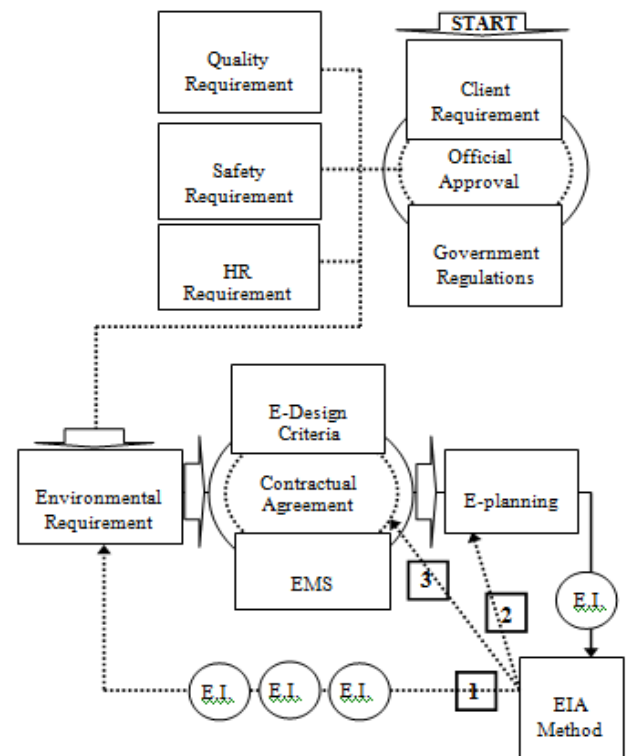 START
Quality
Requirement
Client
Requirement
Safety
Requirement
Official
Approval
HR
Requirement
Government
Regulations
E-Design
Criteria
Environmental
Requirement
Contractual
Agreement
E-planning
EMS
3
2
E.I.
E.I.
E.I.
E.I.
1
EIA
Method